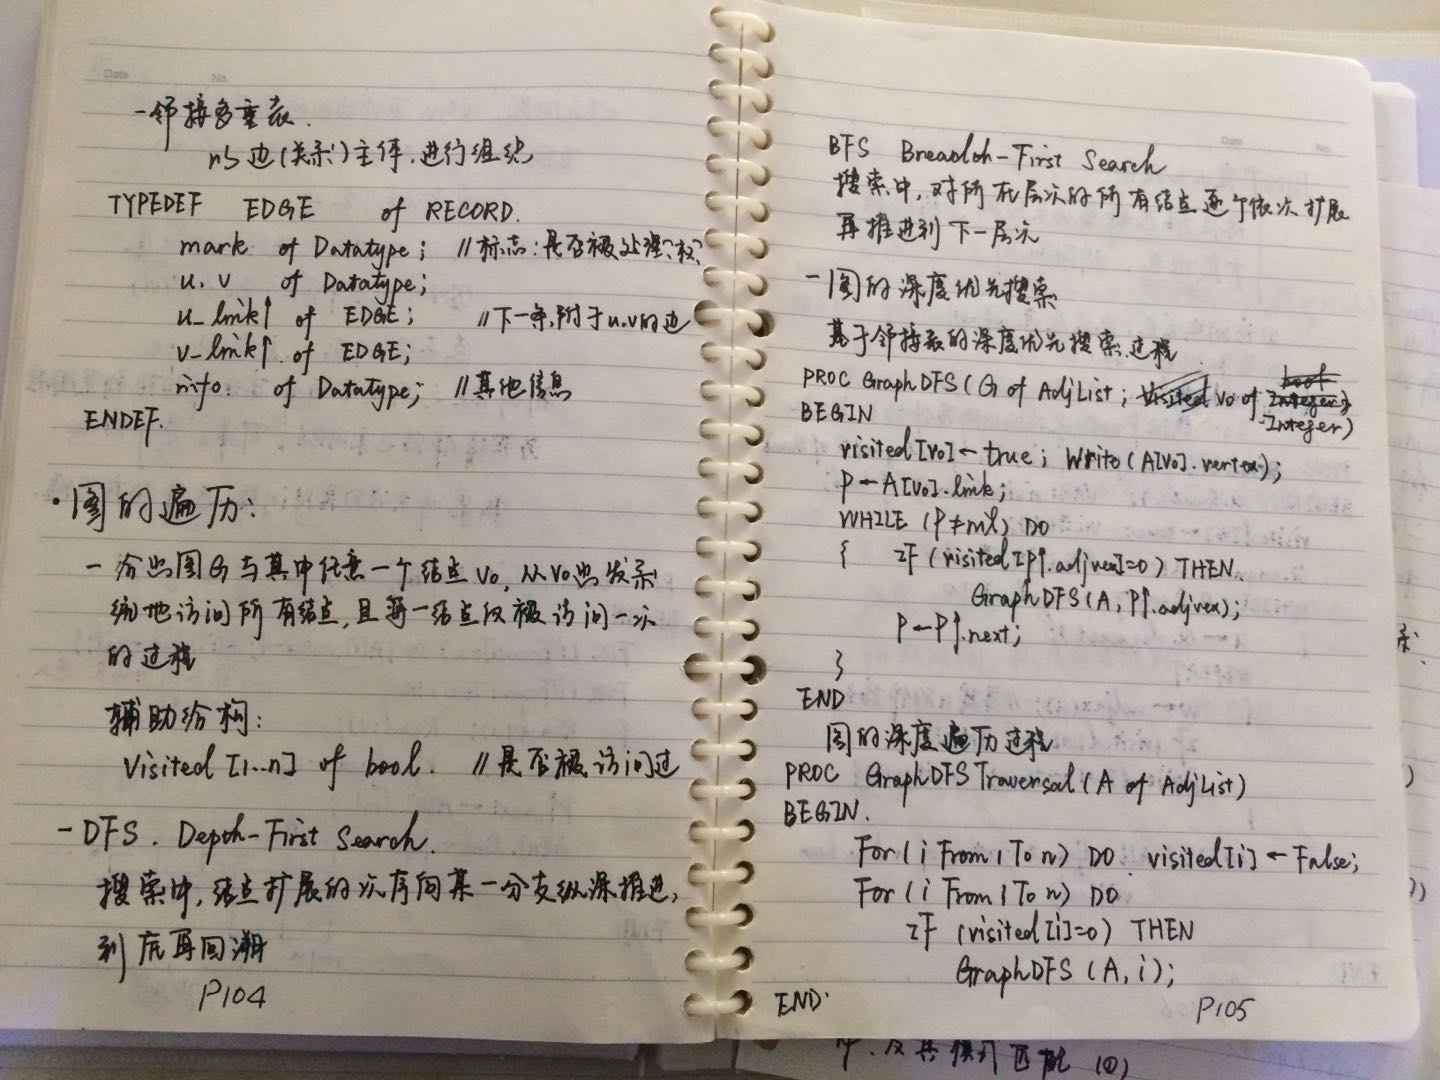 Date No.
－邻接多重表.
以边(关系)主体.进行组织
TYPEDEF EDGE of RECORD.
mark of Datatype; //标志:是否被处理、权、
u, v of Datatype;
u_link↑ of EDGE; //下一条,附于u.v的边
v_link↑ of EDGE;
info. of Datatype; //其他信息
ENDEF.
·图的遍历:
－给出图G与其中任意一个结点v0, 从v0出发系
统地访问所有结点,且每一结点仅被访问一次
的过程
辅助结构:
Visited [1..n] of bool. //是否被访问过
－DFS. Depth-First Search.
搜索中,结点扩展的次序向某一分支纵深推进,
到底再回溯
P104
Date No.
BFS Breadth-First Search
搜索中,对所在层次的所有结点逐个依次扩展
再推进到下一层次
－图的深度优先搜索
基于邻接表的深度优先搜索过程
PROC GraphDFS(G of AdjList; v0 of Integer)
BEGIN
visited[v0]←true; Write(A[v0].vertex);
P←A[v0].link;
WHILE (P≠nil) DO
{ IF (visited[P↑.adjvex]=0) THEN.
GraphDFS(A, P↑.adjvex);
P←P↑.next;
}
END
图的深度遍历过程
PROC GraphDFSTraversal(A of AdjList)
BEGIN.
For(i From 1 To n) DO visited[i]←False;
For(i From 1 To n) DO
IF (visited[i]=0) THEN
GraphDFS(A,i);
END.
P105